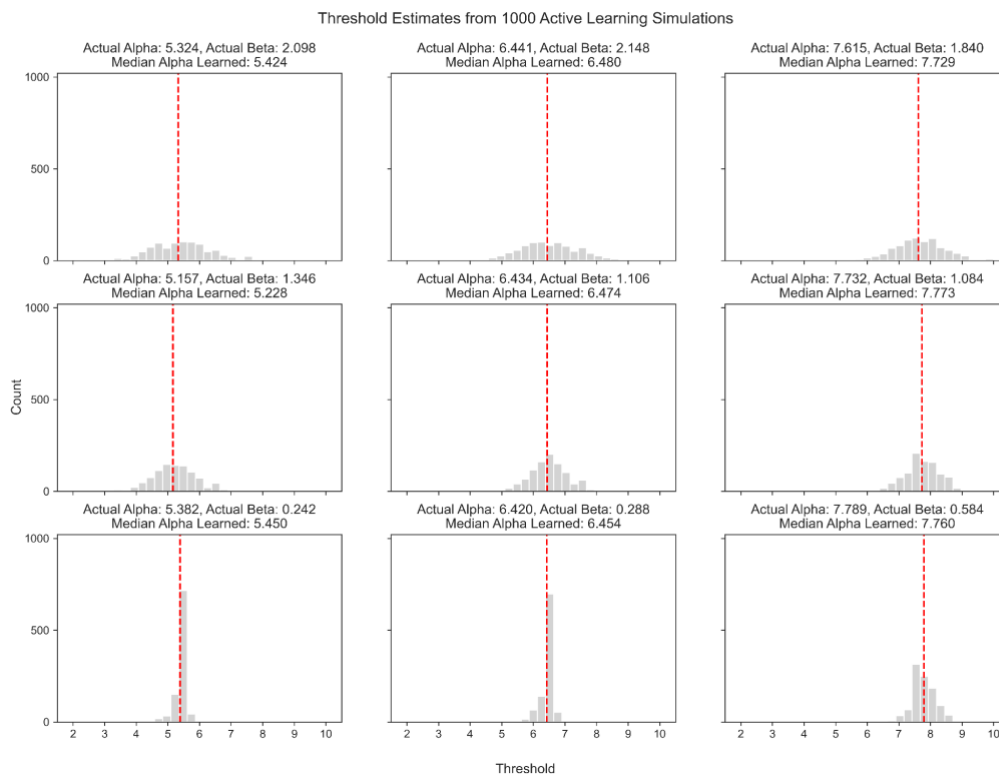 Threshold Estimates from 1000 Active Learning Simulations
Actual Alpha: 5.324, Actual Beta: 2.098
Median Alpha Learned: 5.424
Actual Alpha: 6.441, Actual Beta: 2.148
Median Alpha Learned: 6.480
Actual Alpha: 7.615, Actual Beta: 1.840
Median Alpha Learned: 7.729
1000
500
0
Actual Alpha: 5.157, Actual Beta: 1.346
Median Alpha Learned: 5.228
Actual Alpha: 6.434, Actual Beta: 1.106
Median Alpha Learned: 6.474
Actual Alpha: 7.732, Actual Beta: 1.084
Median Alpha Learned: 7.773
1000
500
0
Count
Actual Alpha: 5.382, Actual Beta: 0.242
Median Alpha Learned: 5.450
Actual Alpha: 6.420, Actual Beta: 0.288
Median Alpha Learned: 6.454
Actual Alpha: 7.789, Actual Beta: 0.584
Median Alpha Learned: 7.760
1000
500
0
2 3 4 5 6 7 8 9 10
2 3 4 5 6 7 8 9 10
2 3 4 5 6 7 8 9 10
Threshold